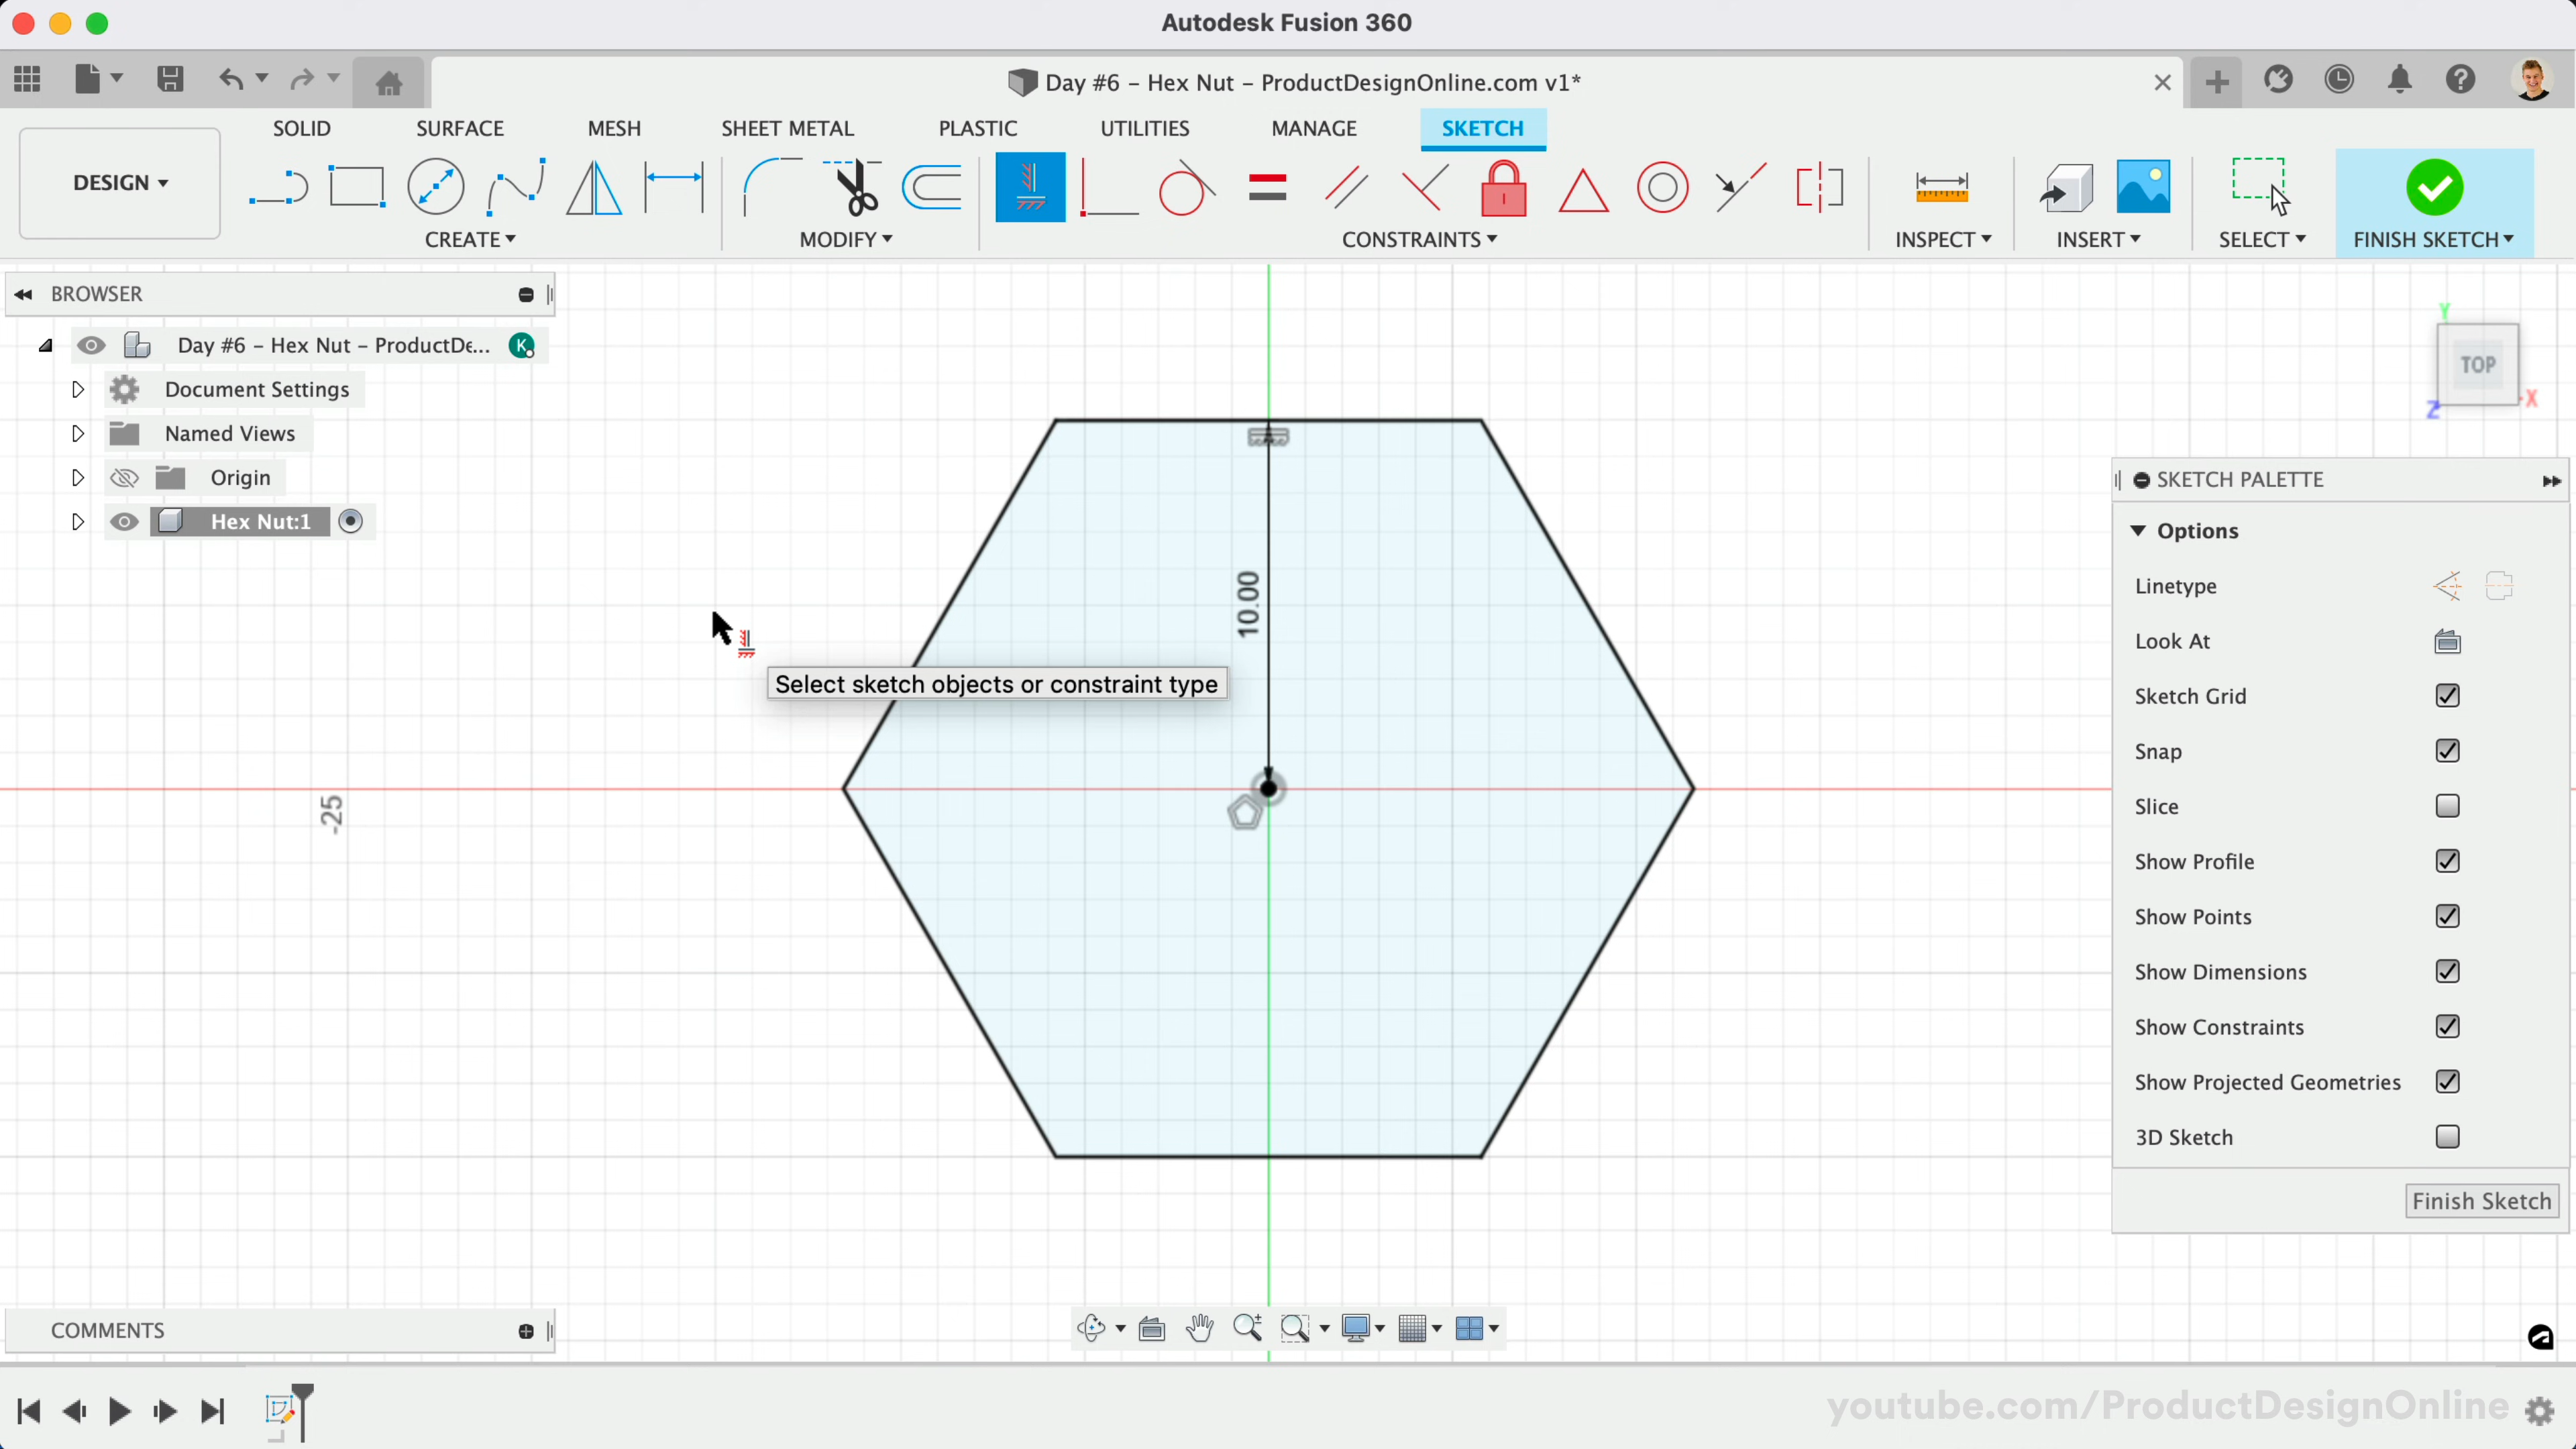 Autodesk Fusion 360
Day #6 – Hex Nut – ProductDesignOnline.com v1*
SOLID SURFACE MESH SHEET METAL PLASTIC UTILITIES MANAGE SKETCH
DESIGN
CREATE MODIFY CONSTRAINTS INSPECT INSERT SELECT FINISH SKETCH
BROWSER
Day #6 – Hex Nut – ProductDe... K
Document Settings
Named Views
Origin
Hex Nut:1
Y
TOP
X
Z
10.00
Select sketch objects or constraint type
-25
SKETCH PALETTE
Options
Linetype
Look At
Sketch Grid
Snap
Slice
Show Profile
Show Points
Show Dimensions
Show Constraints
Show Projected Geometries
3D Sketch
Finish Sketch
COMMENTS
youtube.com/ProductDesignOnline